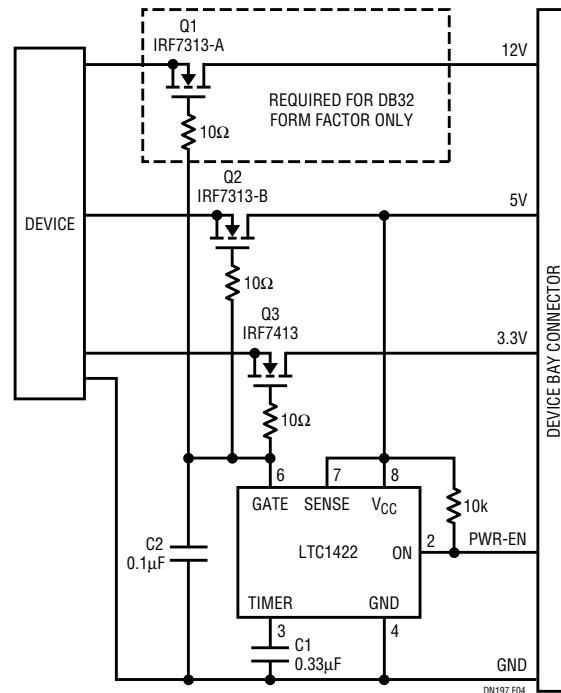 Q1
IRF7313-A
12V
REQUIRED FOR DB32
FORM FACTOR ONLY
10Ω
Q2
IRF7313-B
5V
DEVICE
10Ω
Q3
IRF7413
3.3V
DEVICE BAY CONNECTOR
10Ω
6
7
8
GATE
SENSE
VCC
10k
C2
0.1µF
LTC1422
ON
2
PWR-EN
TIMER
GND
3
4
C1
0.33µF
GND
DN197 F04